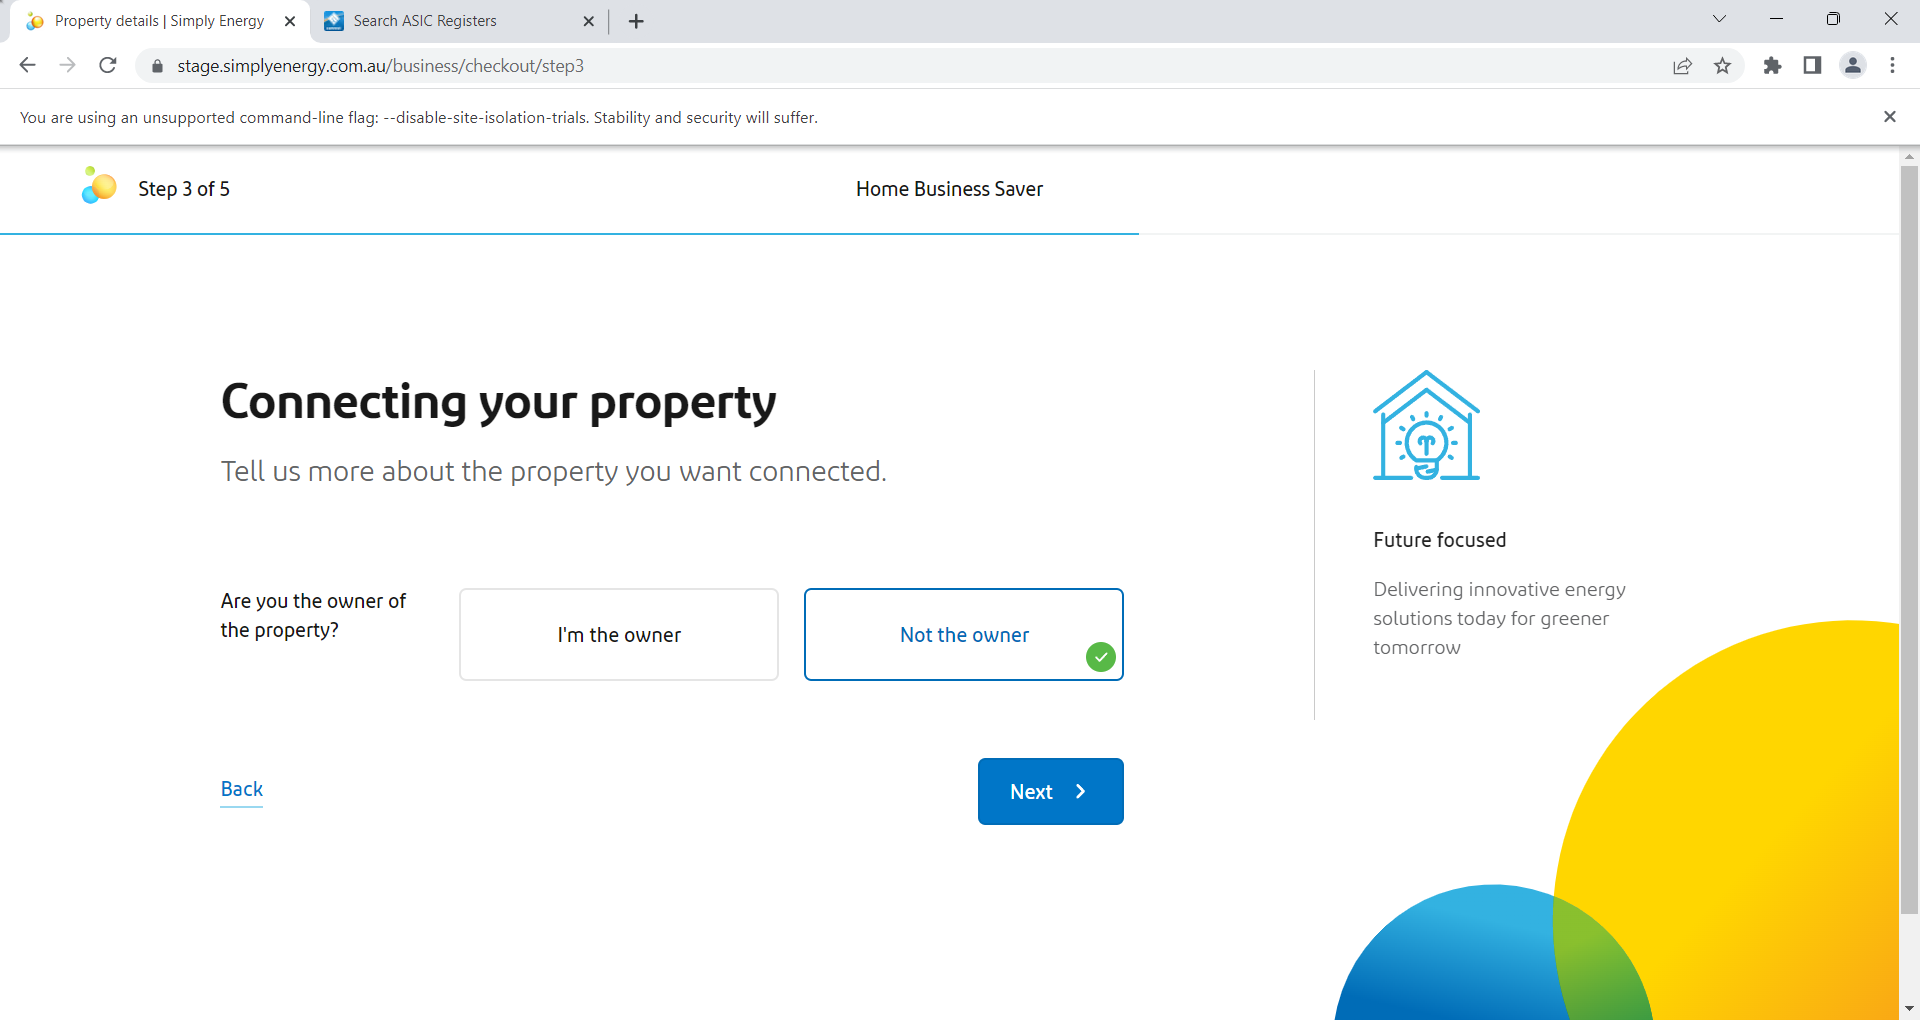 Property details | Simply Energy
Search ASIC Registers
stage.simplyenergy.com.au/business/checkout/step3
You are using an unsupported command-line flag: --disable-site-isolation-trials. Stability and security will suffer.
Step 3 of 5
Home Business Saver
Connecting your property
Tell us more about the property you want connected.
Are you the owner of
the property?
I'm the owner
Not the owner
Back
Next
Future focused
Delivering innovative energy
solutions today for greener
tomorrow